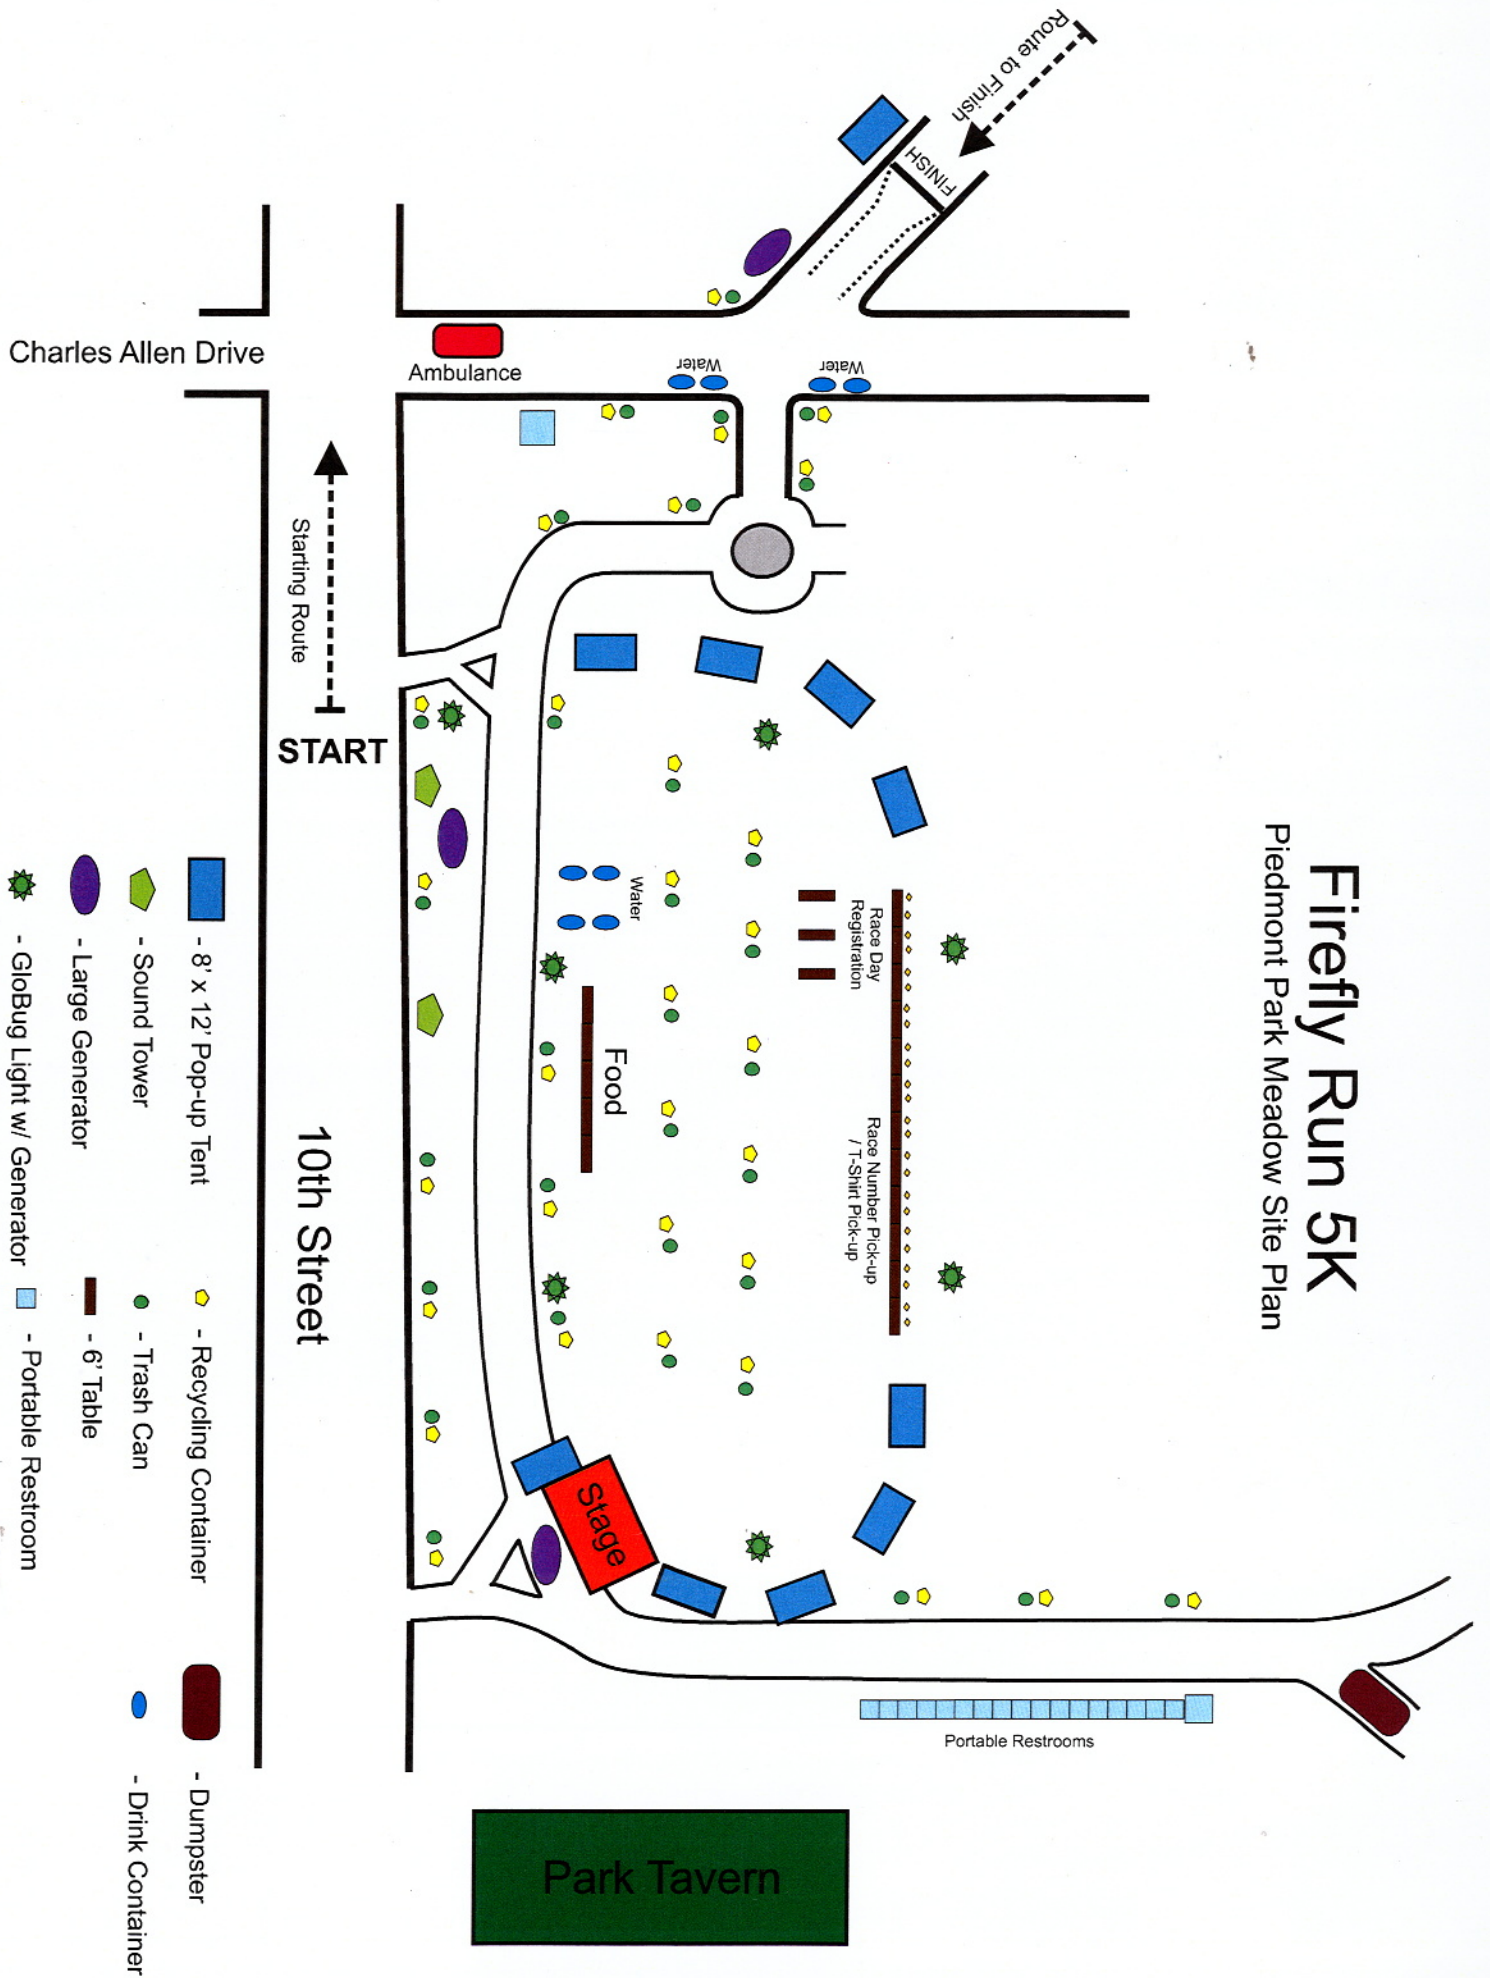 Firefly Run 5K
Piedmont Park Meadow Site Plan
Route to Finish
FINISH
Water
Water
Ambulance
Charles Allen Drive
Starting Route
START
10th Street
Water
Food
Race Day
Registration
Race Number Pick-up
/ T-Shirt Pick-up
Stage
Portable Restrooms
Park Tavern
- 8' x 12' Pop-up Tent
- Sound Tower
- Large Generator
- GloBug Light w/ Generator
- Recycling Container
- Trash Can
- 6' Table
- Portable Restroom
- Dumpster
- Drink Container